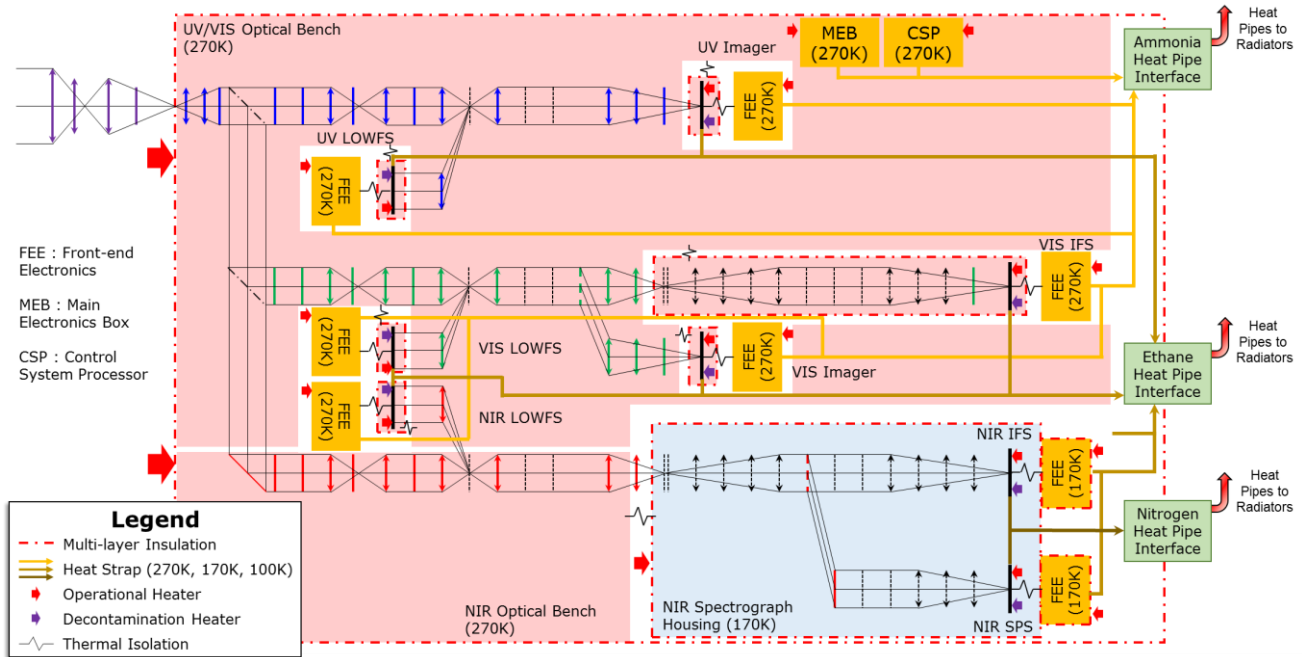 UV/VIS Optical Bench
(270K)
UV Imager
MEB
(270K)
CSP
(270K)
Ammonia
Heat Pipe
Interface
Heat
Pipes to
Radiators
FEE
(270K)
UV LOWFS
FEE
(270K)
FEE : Front-end
Electronics
MEB : Main
Electronics Box
CSP : Control
System Processor
VIS IFS
FEE
(270K)
FEE
(270K)
VIS LOWFS
FEE
(270K)
VIS Imager
Ethane
Heat Pipe
Interface
Heat
Pipes to
Radiators
FEE
(270K)
NIR LOWFS
NIR IFS
FEE
(170K)
Nitrogen
Heat Pipe
Interface
Heat
Pipes to
Radiators
FEE
(170K)
NIR SPS
NIR Spectrograph
Housing (170K)
NIR Optical Bench
(270K)
Legend
Multi-layer Insulation
Heat Strap (270K, 170K, 100K)
Operational Heater
Decontamination Heater
Thermal Isolation